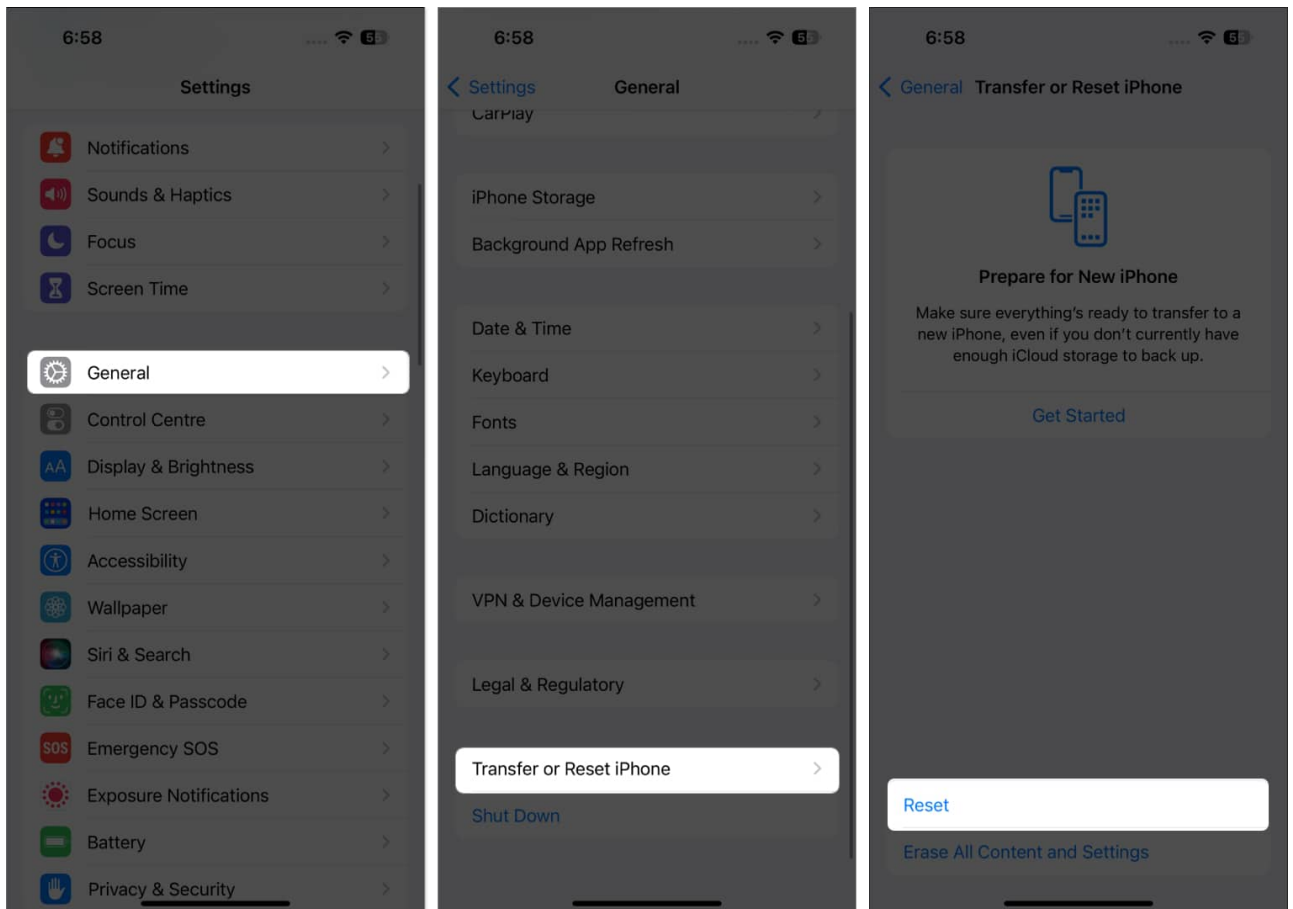 6:58
5
Settings
Notifications
Sounds & Haptics
Focus
Screen Time
General
Control Centre
AA
Display & Brightness
Home Screen
Accessibility
Wallpaper
Siri & Search
Face ID & Passcode
SOS
Emergency SOS
Exposure Notifications
Battery
Privacy & Security
6:58
5
Settings
General
CarPlay
iPhone Storage
Background App Refresh
Date & Time
Keyboard
Fonts
Language & Region
Dictionary
VPN & Device Management
Legal & Regulatory
Transfer or Reset iPhone
Shut Down
6:58
5
General
Transfer or Reset iPhone
Prepare for New iPhone
Make sure everything's ready to transfer to a
new iPhone, even if you don't currently have
enough iCloud storage to back up.
Get Started
Reset
Erase All Content and Settings